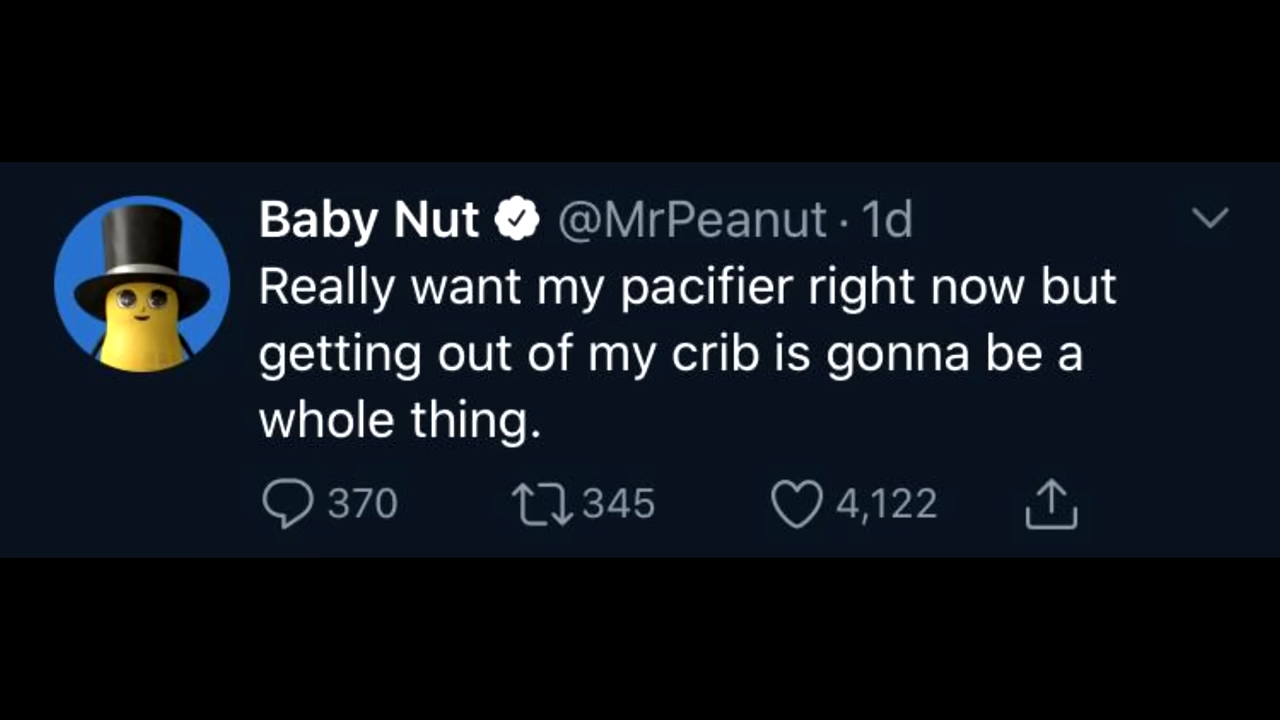 Baby Nut @MrPeanut · 1d
Really want my pacifier right now but
getting out of my crib is gonna be a
whole thing.
370 345 4,122